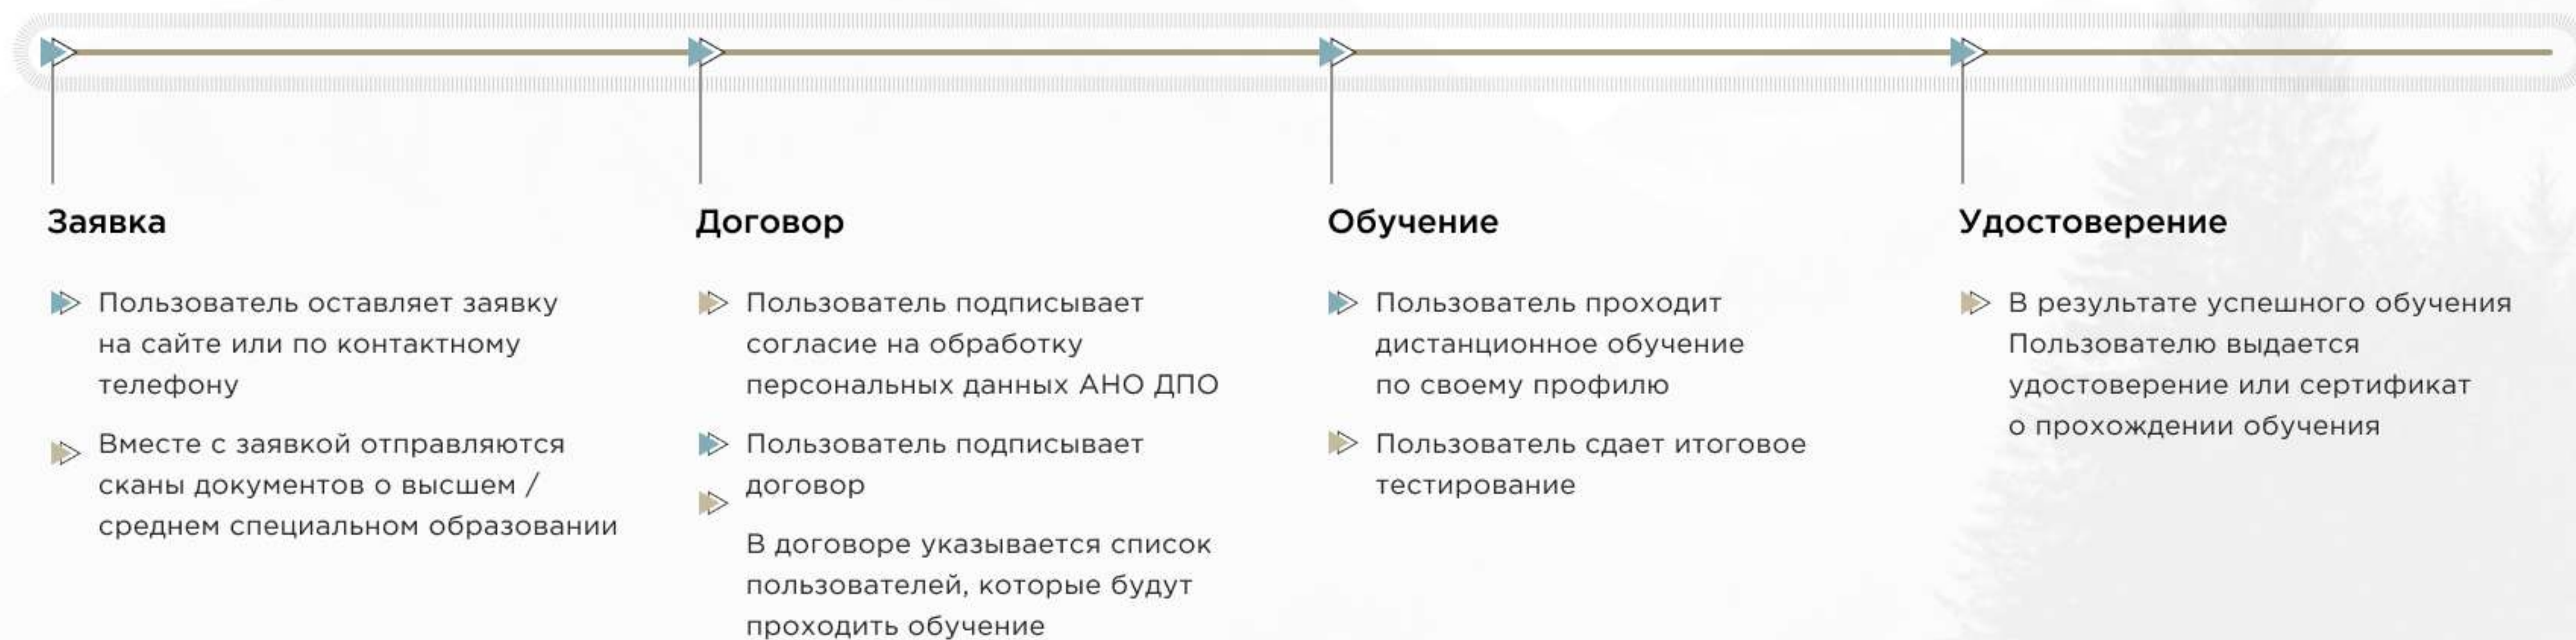 Заявка
Пользователь оставляет заявку
на сайте или по контактному
телефону
Вместе с заявкой отправляются
сканы документов о высшем /
среднем специальном образовании
Договор
Пользователь подписывает
согласие на обработку
персональных данных АНО ДПО
Пользователь подписывает
договор
В договоре указывается список
пользователей, которые будут
проходить обучение
Обучение
Пользователь проходит
дистанционное обучение
по своему профилю
Пользователь сдает итоговое
тестирование
Удостоверение
В результате успешного обучения
Пользователю выдается
удостоверение или сертификат
о прохождении обучения